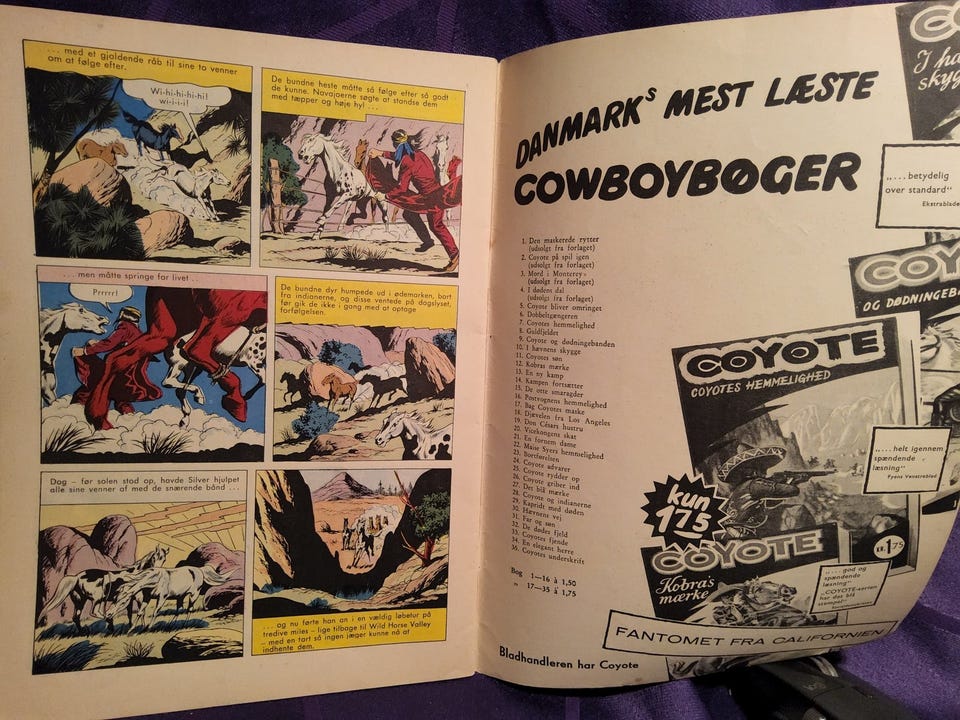 ... med et gjaldende råb til sine to venner
om at følge efter.
Wi-hi-hi-hi-hi!
wi-i-i-i!
De bundne heste måtte så følge efter så godt
de kunne. Navajoerne søgte at standse dem
med tæpper og høje hyl ...
... men måtte springe for livet ..
Prrrrr!
De bundne dyr humpede ud i ødemarken, bort
fra indianerne, og disse ventede på dagslyset,
før gik de ikke i gang med at optage
forfølgelsen.
Dog - før solen stod op, havde Silver hjulpet
alle sine venner af med de snærende bånd ...
... og nu førte han an i en vældig løbetur på
tredive miles - lige tilbage til Wild Horse Valley
- med en fart så ingen jæger kunne nå at
indhente dem.
DANMARKS MEST LÆSTE
COWBOYBØGER
1. Den maskerede rytter
(udsolgt fra forlaget)
2. Coyote på spil igen
(udsolgt fra forlaget)
3. Mord i Monterey
(udsolgt fra forlaget)
4. I dødens dal
(udsolgt fra forlaget)
5. Coyote bliver omringet
6. Dobbeltgængeren
7. Coyotes hemmelighed
8. Guldfjeldet
9. Coyote og dødningebanden
10. I hævnens skygge
11. Coyotes søn
12. Kobras mærke
13. En ny kamp
14. Kampen fortsætter
15. De otte smaragder
16. Postvognens hemmelighed
17. Bag Coyotes maske
18. Djævelen fra Los Angeles
19. Don Césars hustru
20. Vicekongens skat
21. En fornem dame
22. Maise Syers hemmelighed
23. Bortførelsen
24. Coyote advarer
25. Coyote rydder op
26. Coyote griber ind
27. Det blå mærke
28. Coyote og indianerne
29. Kapridt med døden
30. Hævnens vej
31. Far og søn
32. De dødes fjeld
33. Coyotes fjende
34. En elegant herre
35. Coyotes underskrift
Bog 1-16 à 1,50
" 17-35 à 1,75
Bladhandleren har Coyote
„... betydelig
over standard"
COYOTE
COYOTES HEMMELIGHED
OG
„... helt igennem
spændende
læsning"
Fyens Venstreblad
kun
175
COYOTE
Kobra's
mærke
KR. 1.75
„... god og
spændende
læsning"
FANTOMET FRA CALIFORNIEN